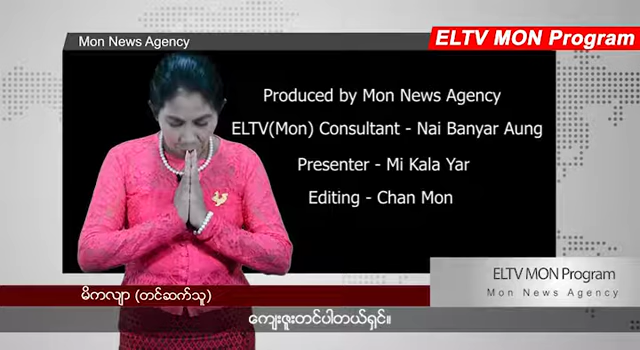 Mon News Agency
ELTV MON Program
Produced by Mon News Agency
ELTV(Mon) Consultant - Nai Banyar Aung
Presenter - Mi Kala Yar
Editing - Chan Mon
ELTV MON Program
Mon News Agency
မိကလျာ (တင်ဆက်သူ)
ကျေးဇူးတင်ပါတယ်ရှင်။